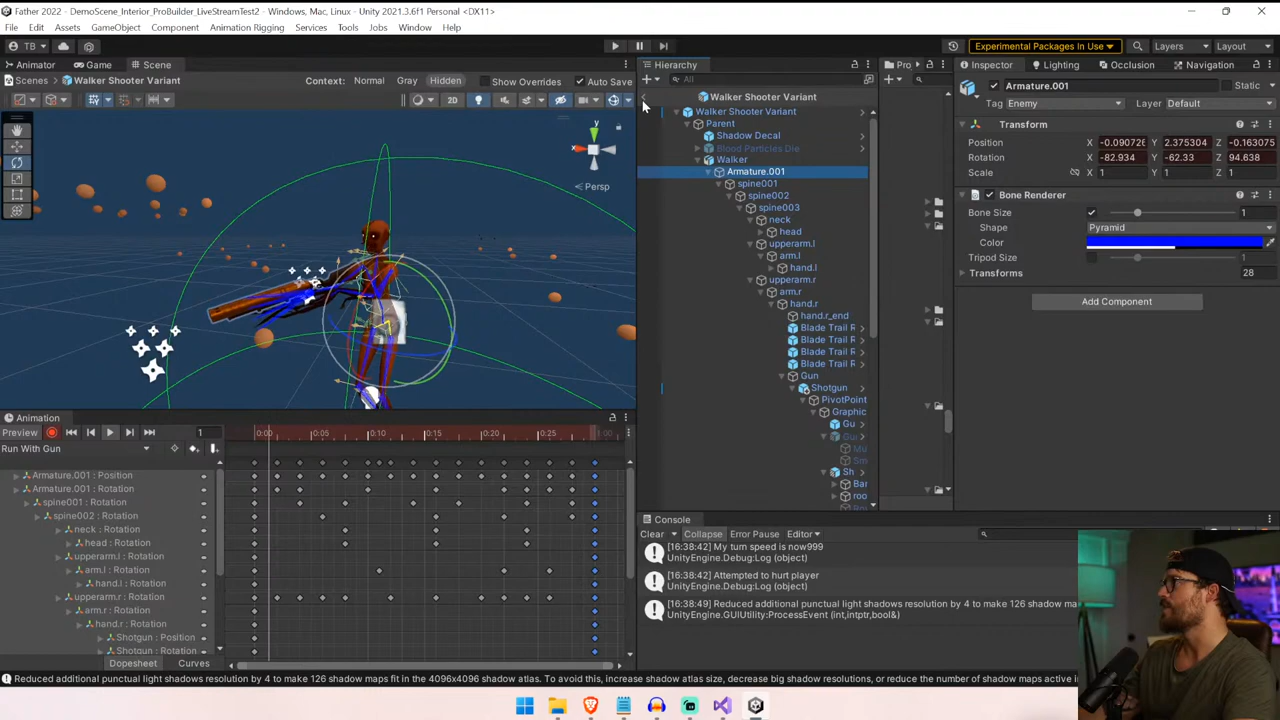 Father 2022 - DemoScene_Interior_ProBuilder_LiveStreamTest2 - Windows, Mac, Linux - Unity 2021.3.6f1 Personal <DX11>
File Edit Assets GameObject Component Animation Rigging Services Tools Jobs Window Help
TB Experimental Packages In Use Layers Layout
Animator Game Scene
Scenes Walker Shooter Variant Context: Normal Gray Hidden Show Overrides Auto Save
2D
y
x
Persp
Animation
Preview 1 0:00 0:05 0:10 0:15 0:20 0:25 1:00
Run With Gun
Armature.001 : Position
Armature.001 : Rotation
spine001 : Rotation
spine002 : Rotation
neck : Rotation
head : Rotation
upperarm.l : Rotation
arm.l : Rotation
hand.l : Rotation
upperarm.r : Rotation
arm.r : Rotation
hand.r : Rotation
Shotgun : Position
Shotgun : Rotation
Dopesheet Curves
Hierarchy
All
Walker Shooter Variant
Walker Shooter Variant
Parent
Shadow Decal
Blood Particles Die
Walker
Armature.001
spine001
spine002
spine003
neck
head
upperarm.l
arm.l
hand.l
upperarm.r
arm.r
hand.r
hand.r_end
Blade Trail R
Blade Trail R
Blade Trail R
Blade Trail R
Gun
Shotgun
PivotPoint
Graphic
Gu
Gu
Mu
Sm
Sh
Bar
roo
Pro
Inspector Lighting Occlusion Navigation
Armature.001 Static
Tag Enemy Layer Default
Transform
Position X -0.090726 Y 2.375304 Z -0.163075
Rotation X -82.934 Y -62.33 Z 94.638
Scale X 1 Y 1 Z 1
Bone Renderer
Bone Size 1
Shape Pyramid
Color
Tripod Size 1
Transforms 28
Add Component
Console
Clear Collapse Error Pause Editor
[16:38:42] My turn speed is now999
UnityEngine.Debug:Log (object)
[16:38:42] Attempted to hurt player
UnityEngine.Debug:Log (object)
[16:38:49] Reduced additional punctual light shadows resolution by 4 to make 126 shadow ma
UnityEngine.GUIUtility:ProcessEvent (int,intptr,bool&)
Reduced additional punctual light shadows resolution by 4 to make 126 shadow maps fit in the 4096x4096 shadow atlas. To avoid this, increase shadow atlas size, decrease big shadow resolutions, or reduce the number of shadow maps active in